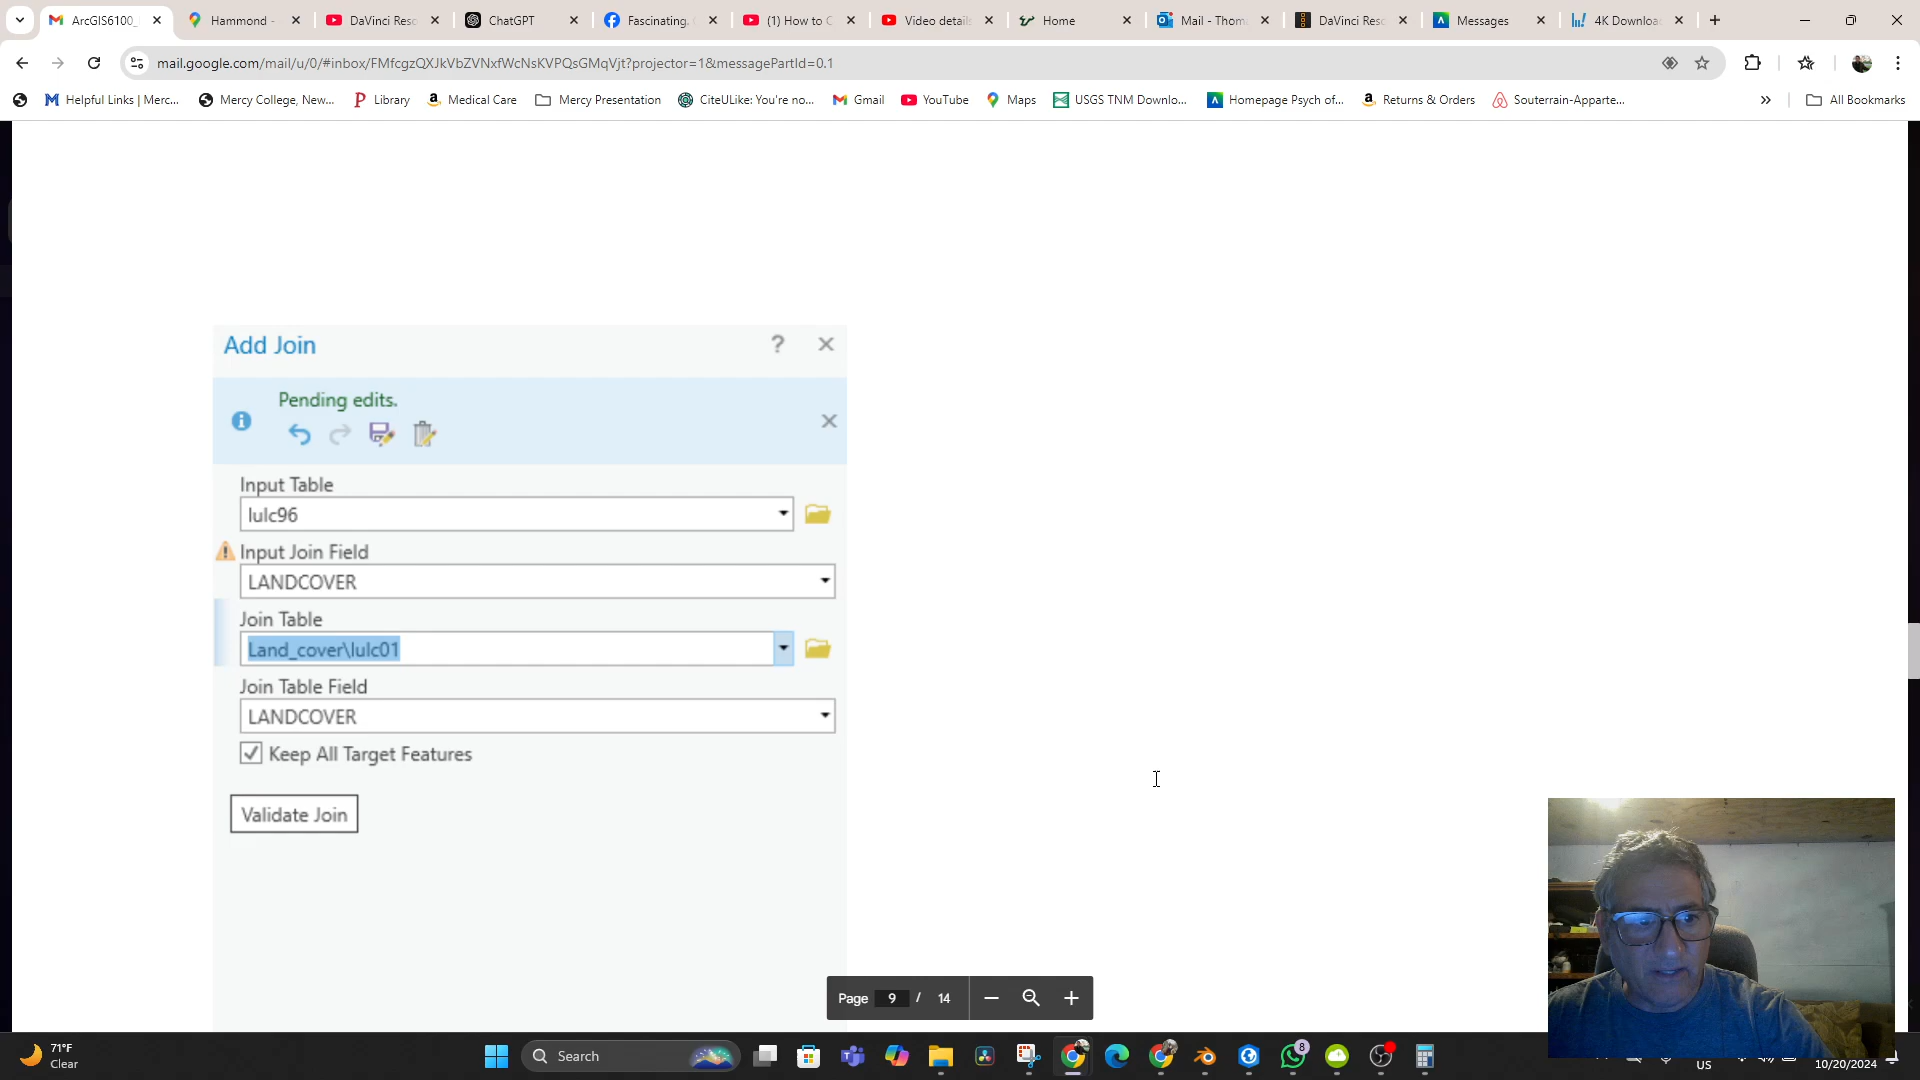 ArcGIS6100_
Hammond -
DaVinci Reso
ChatGPT
Fascinating.
(1) How to C
Video detail
Home
Mail - Thom
DaVinci Res
Messages
4K Downloa
mail.google.com/mail/u/0/#inbox/FMfcgzQXJkVbZVNxfWcNsKVPQsGMqVjt?projector=1&messagePartId=0.1
Helpful Links | Merc...
Mercy College, New...
Library
Medical Care
Mercy Presentation
CiteULike: You're no...
Gmail
YouTube
Maps
USGS TNM Downlo...
Homepage Psych of...
Returns & Orders
Souterrain-Apparte...
All Bookmarks
Add Join
Pending edits.
Input Table
lulc96
Input Join Field
LANDCOVER
Join Table
Land_cover\lulc01
Join Table Field
LANDCOVER
Keep All Target Features
Validate Join
Page 9 / 14
71°F
Clear
Search
8
US
10/20/2024